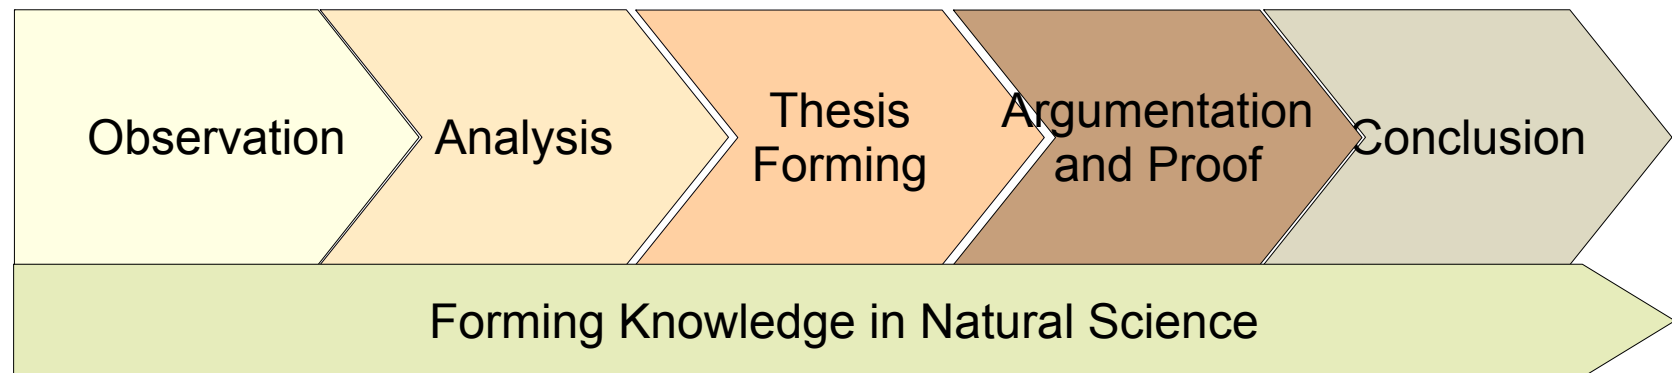 Observation
Analysis
Thesis
Forming
Argumentation
and Proof
Conclusion
Forming Knowledge in Natural Science